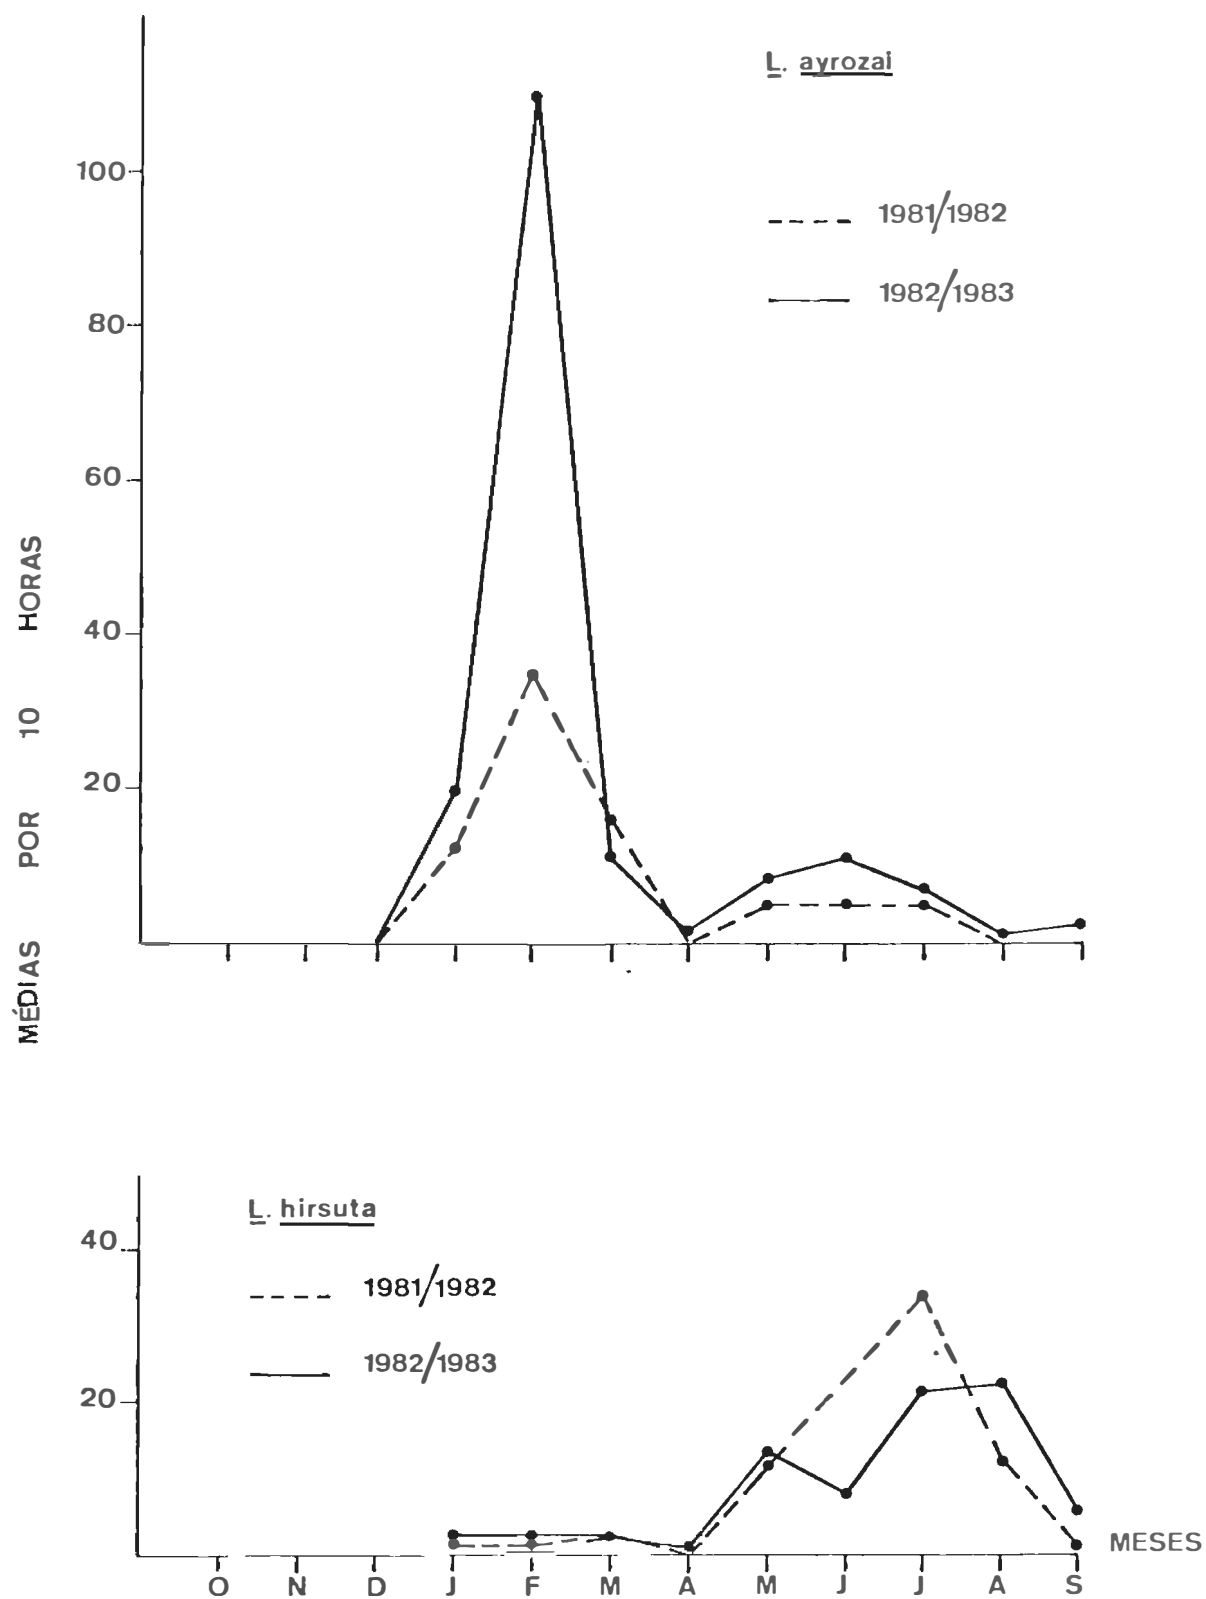 L. ayrozai
1981/1982
1982/1983
100
80
60
40
20
MÉDIAS POR 10 HORAS
L. hirsuta
1981/1982
1982/1983
40
20
O N D J F M A M J J A S
MESES